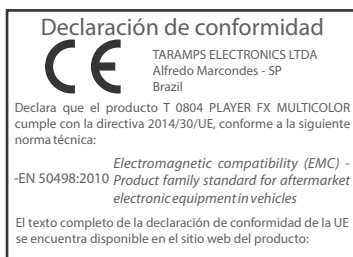 Declaración de conformidad
CE
TARAMPS ELECTRONICS LTDA
Alfredo Marcondes - SP
Brazil
Declara que el producto T 0804 PLAYER FX MULTICOLOR
cumple con la directiva 2014/30/UE, conforme a la siguiente
norma técnica:
Electromagnetic compatibility (EMC) -
-EN 50498:2010 Product family standard for aftermarket
electronic equipment in vehicles
El texto completo de la declaración de conformidad de la UE
se encuentra disponible en el sitio web del producto: